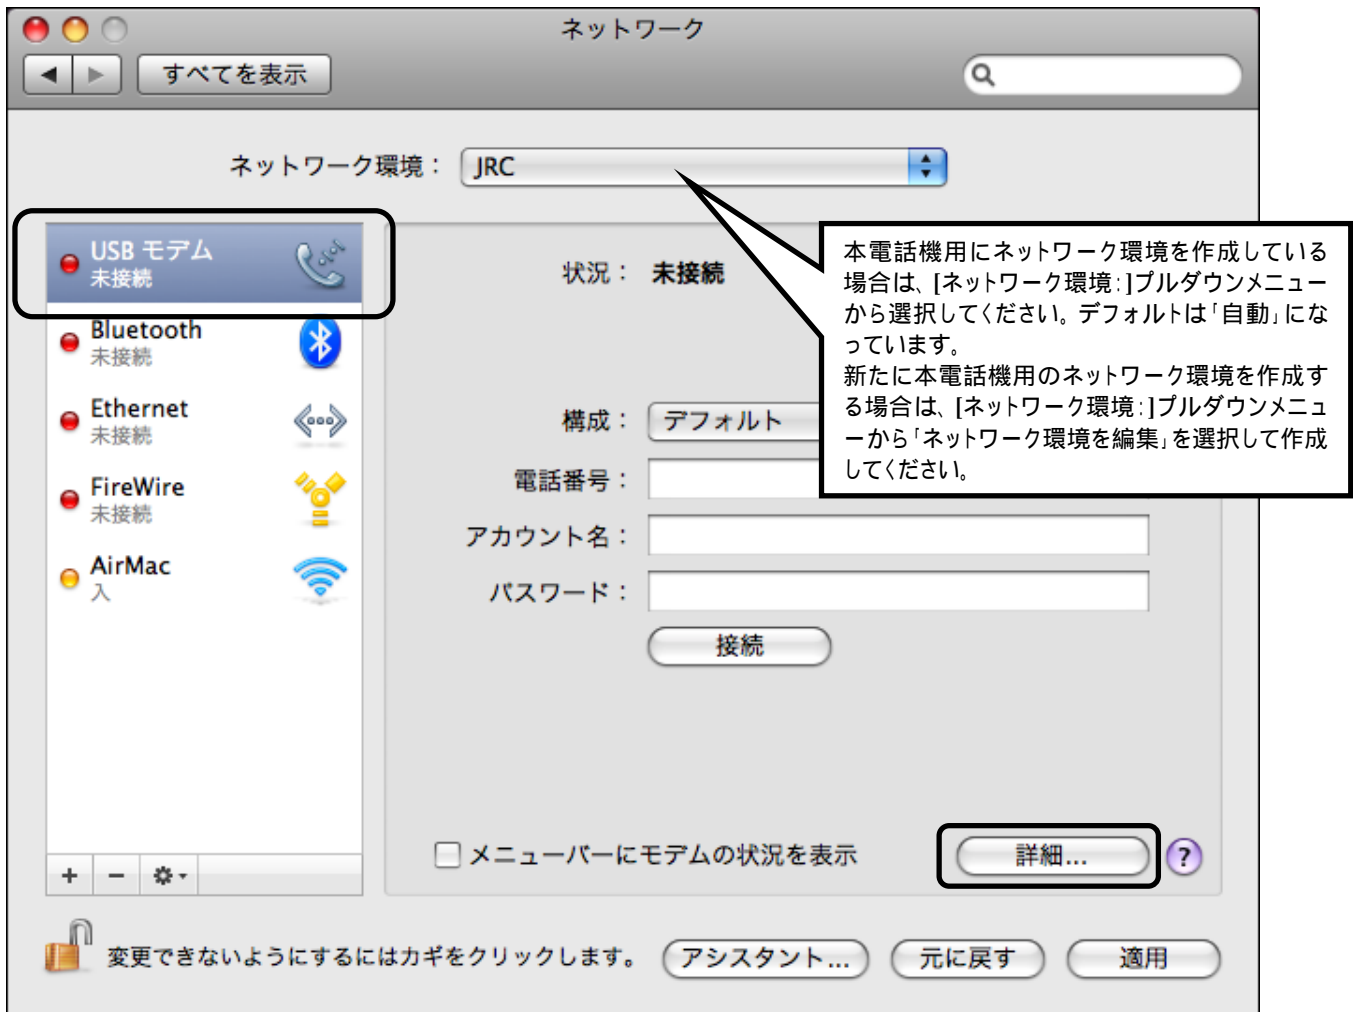 ネットワーク
すべてを表示
ネットワーク環境： JRC
USB モデム
未接続
Bluetooth
未接続
Ethernet
未接続
FireWire
未接続
AirMac
入
状況： 未接続
構成： デフォルト
電話番号：
アカウント名：
パスワード：
接続
本電話機用にネットワーク環境を作成している
場合は、[ネットワーク環境:]プルダウンメニュー
から選択してください。デフォルトは「自動」にな
っています。
新たに本電話機用のネットワーク環境を作成す
る場合は、[ネットワーク環境:]プルダウンメニュ
ーから「ネットワーク環境を編集」を選択して作成
してください。
メニューバーにモデムの状況を表示
詳細...
?
変更できないようにするにはカギをクリックします。
アシスタント...
元に戻す
適用